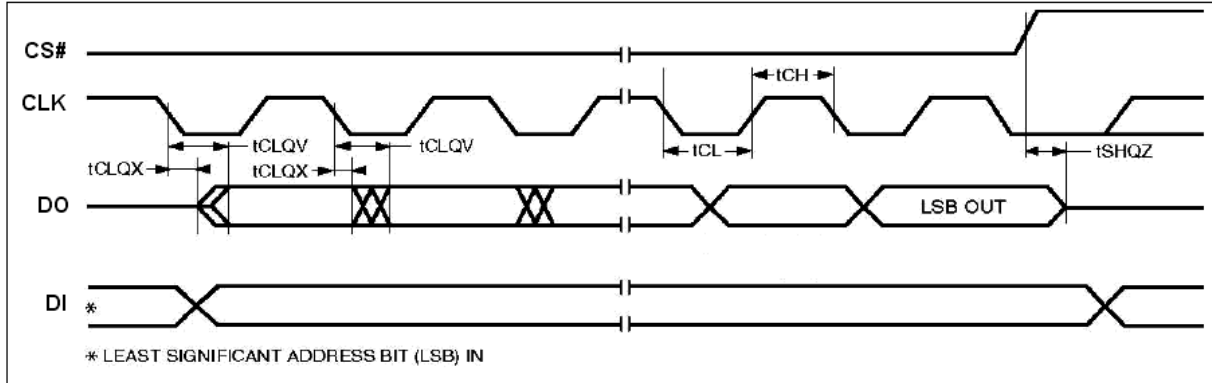 CS#
tCH
CLK
tCLQV
tCLQV
tCL
tSHQZ
tCLQX
tCLQX
DO
LSB OUT
DI
*
* LEAST SIGNIFICANT ADDRESS BIT (LSB) IN